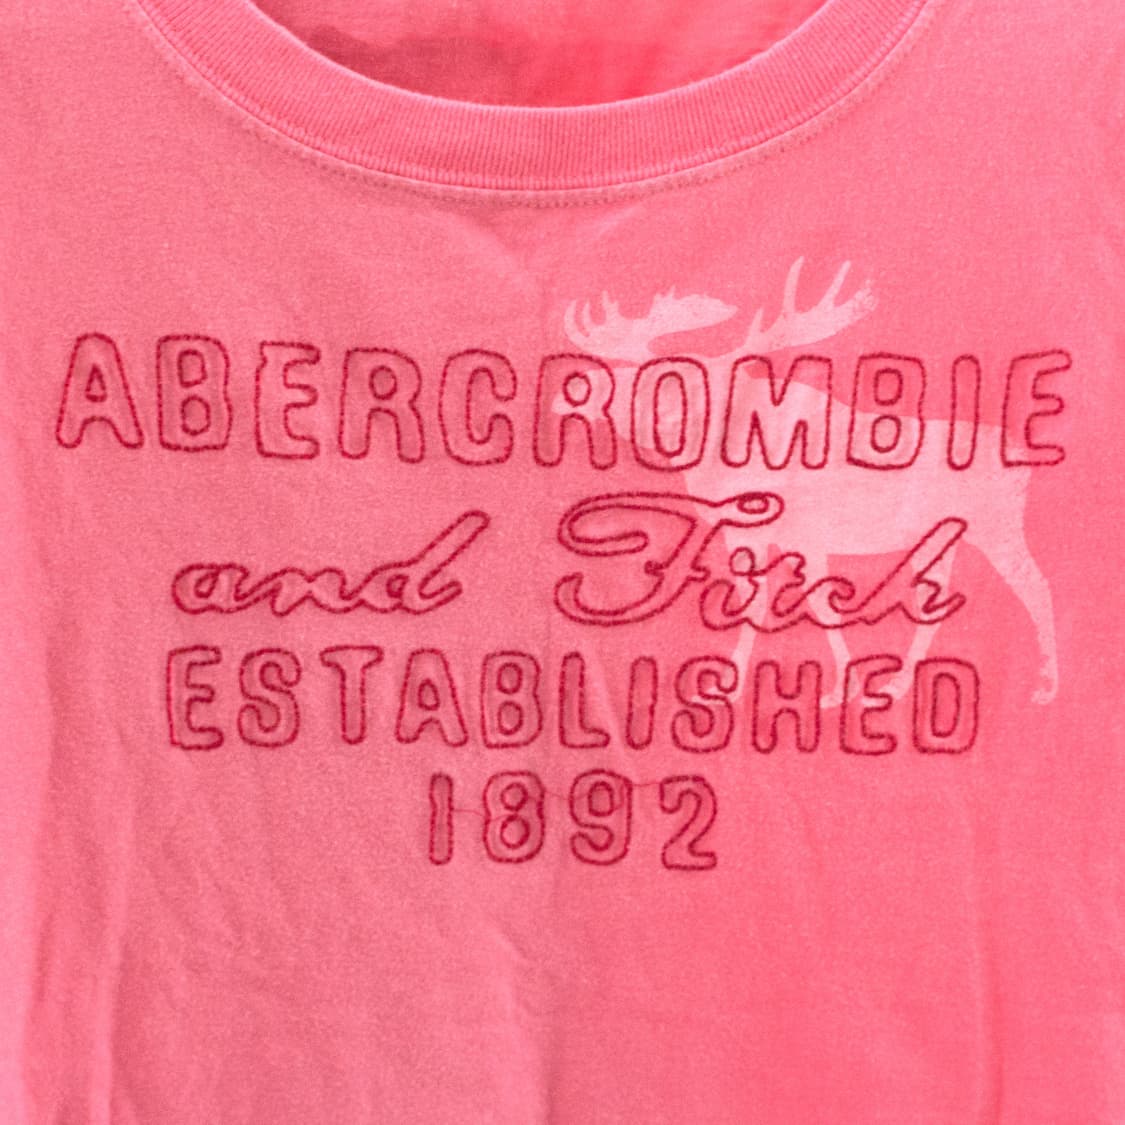 ABERCROMBIE
and Fitch
ESTABLISHED
1892